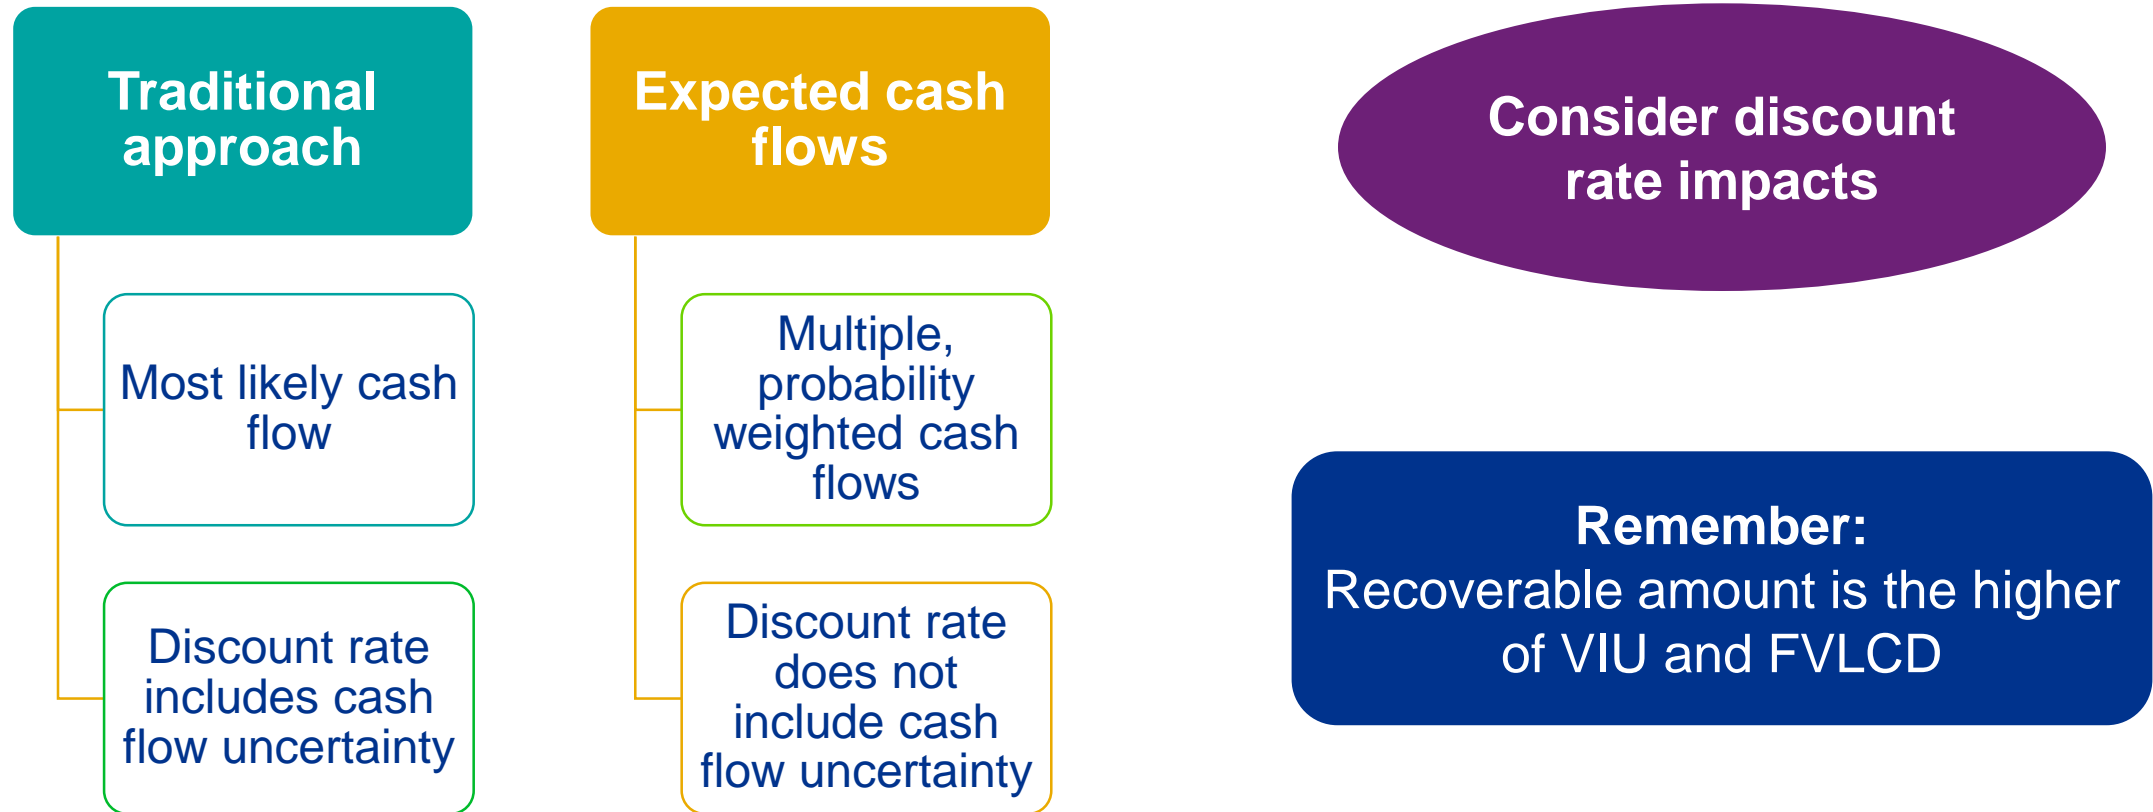 Traditional
approach
Most likely cash
flow
Discount rate
includes cash
flow uncertainty
Expected cash
flows
Multiple,
probability
weighted cash
flows
Discount rate
does not
include cash
flow uncertainty
Consider discount
rate impacts
Remember:
Recoverable amount is the higher
of VIU and FVLCD